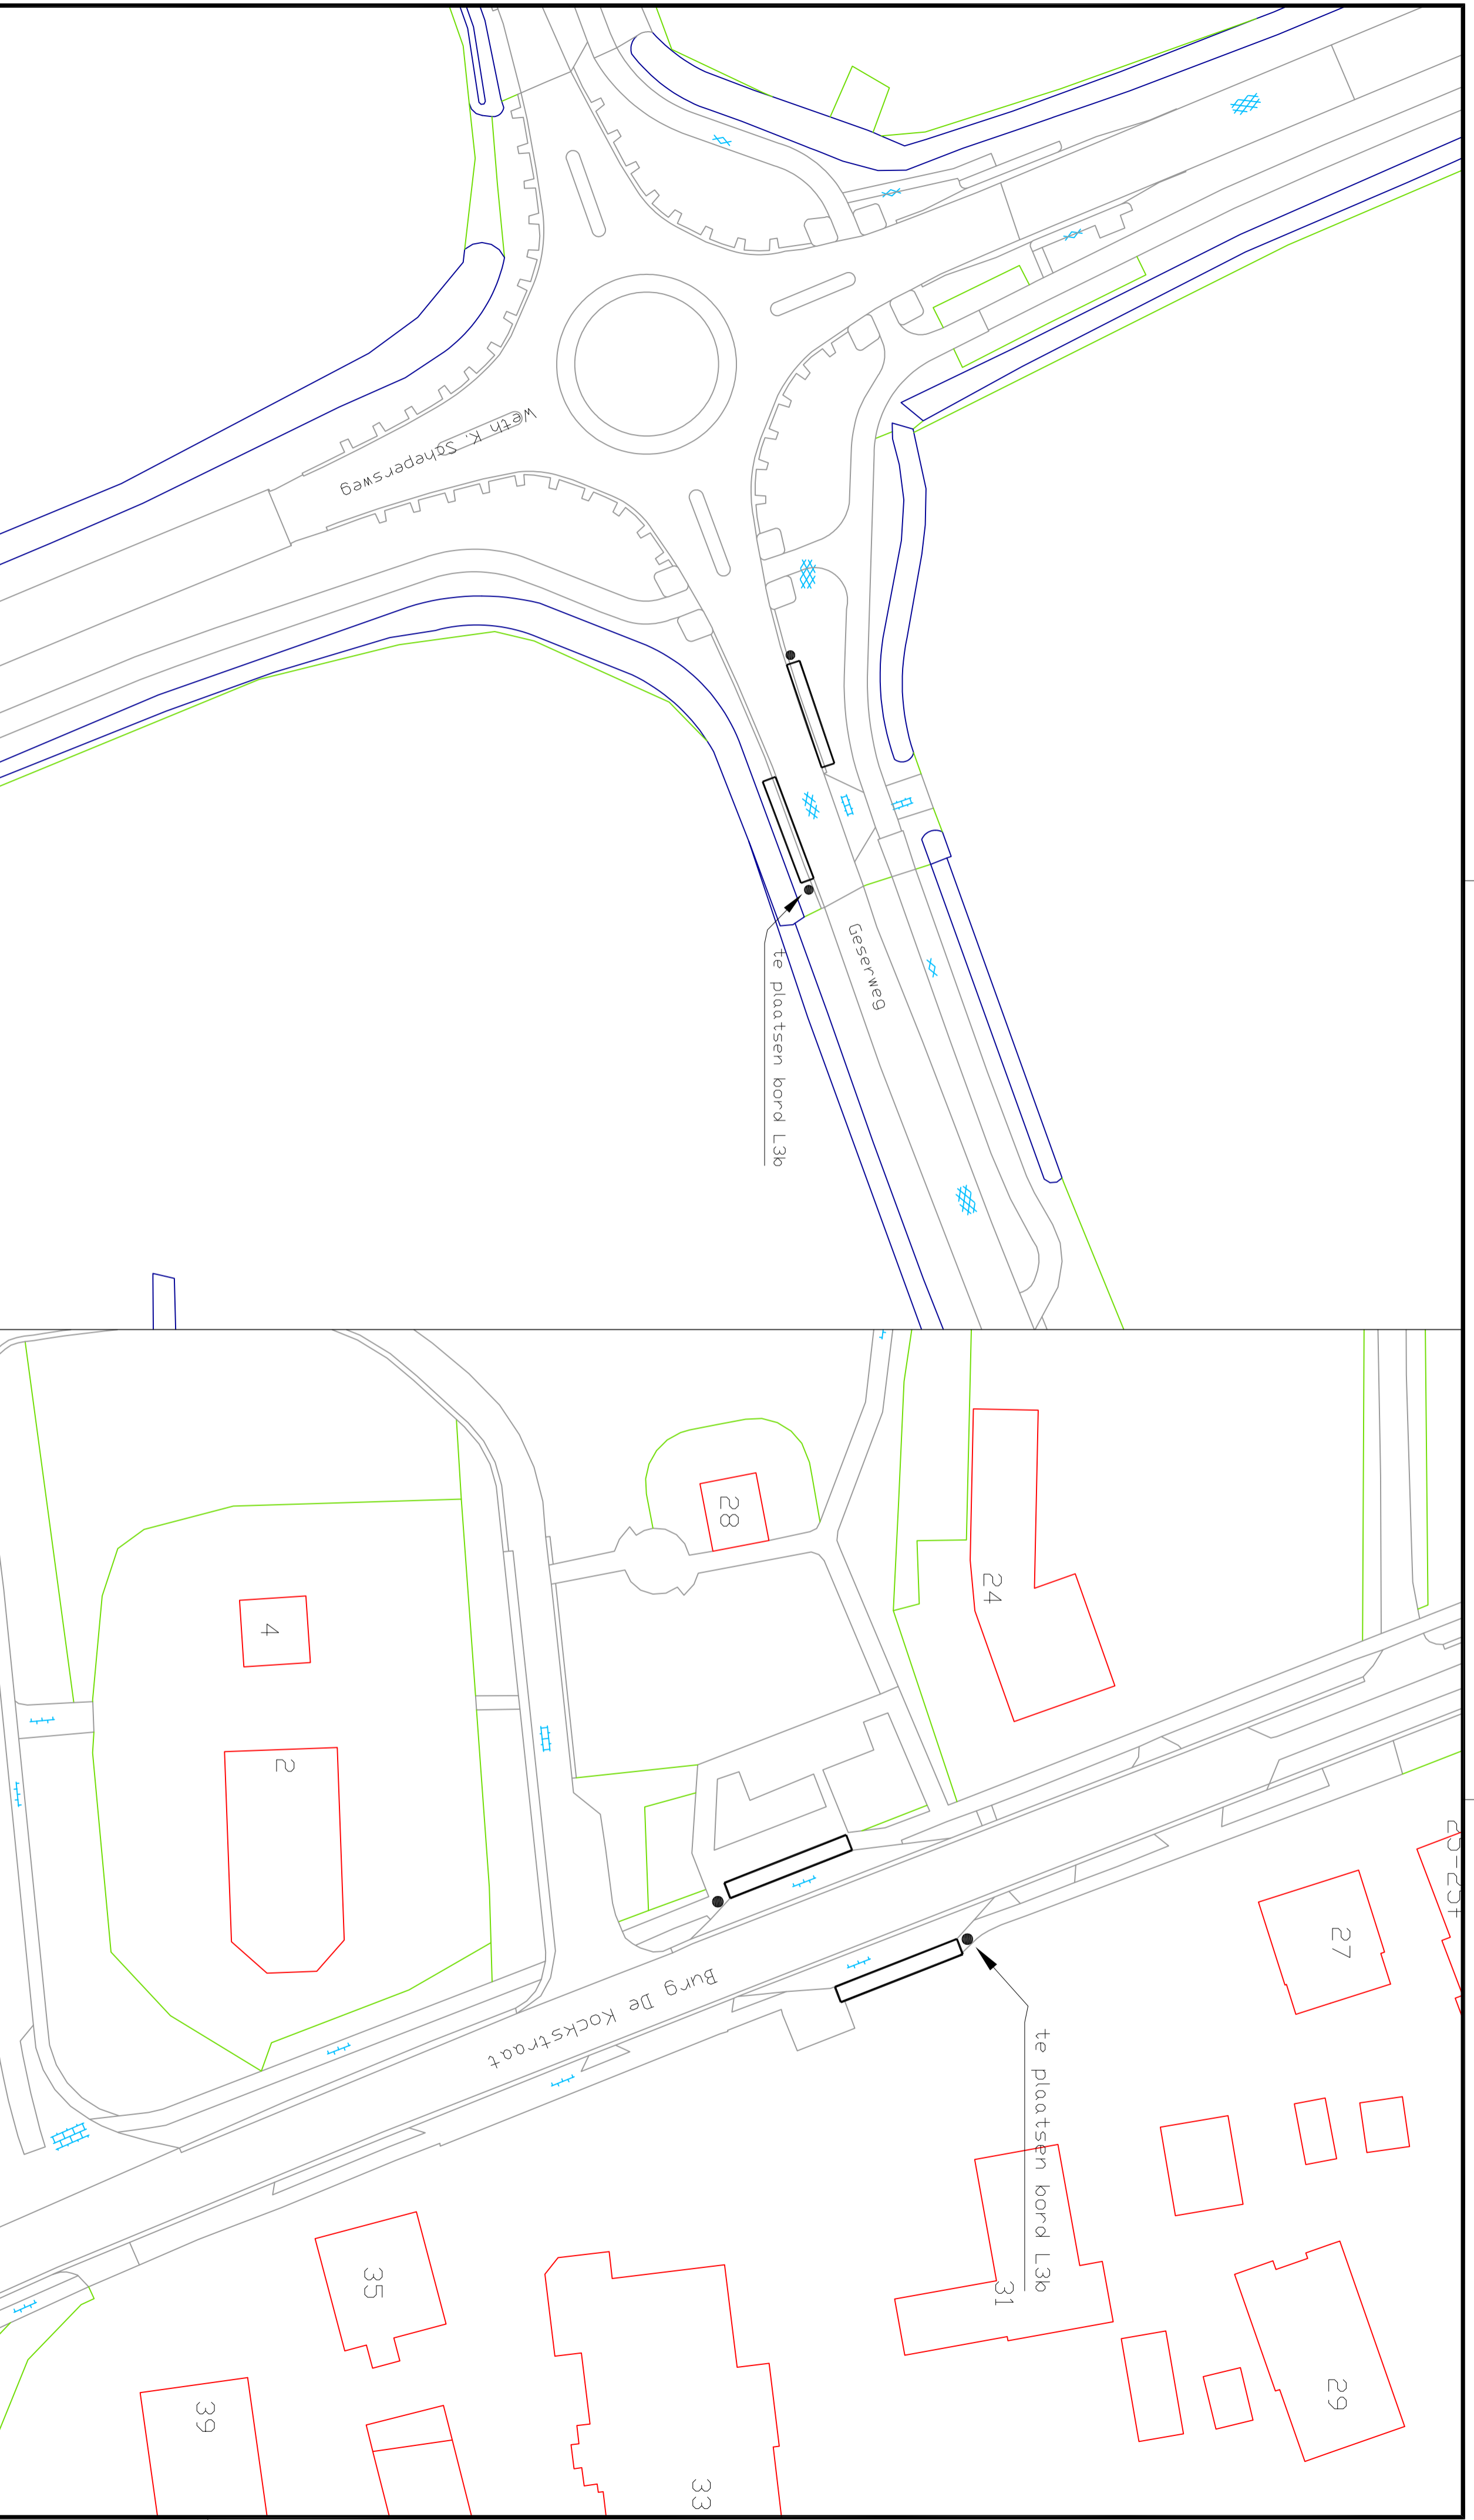 Weth K. Schepersweg
Geserweg
te plaatsen bord L3b
28
24
4
2
27
Burg De Kockstraat
te plaatsen bord L3b
31
35
29
39
33